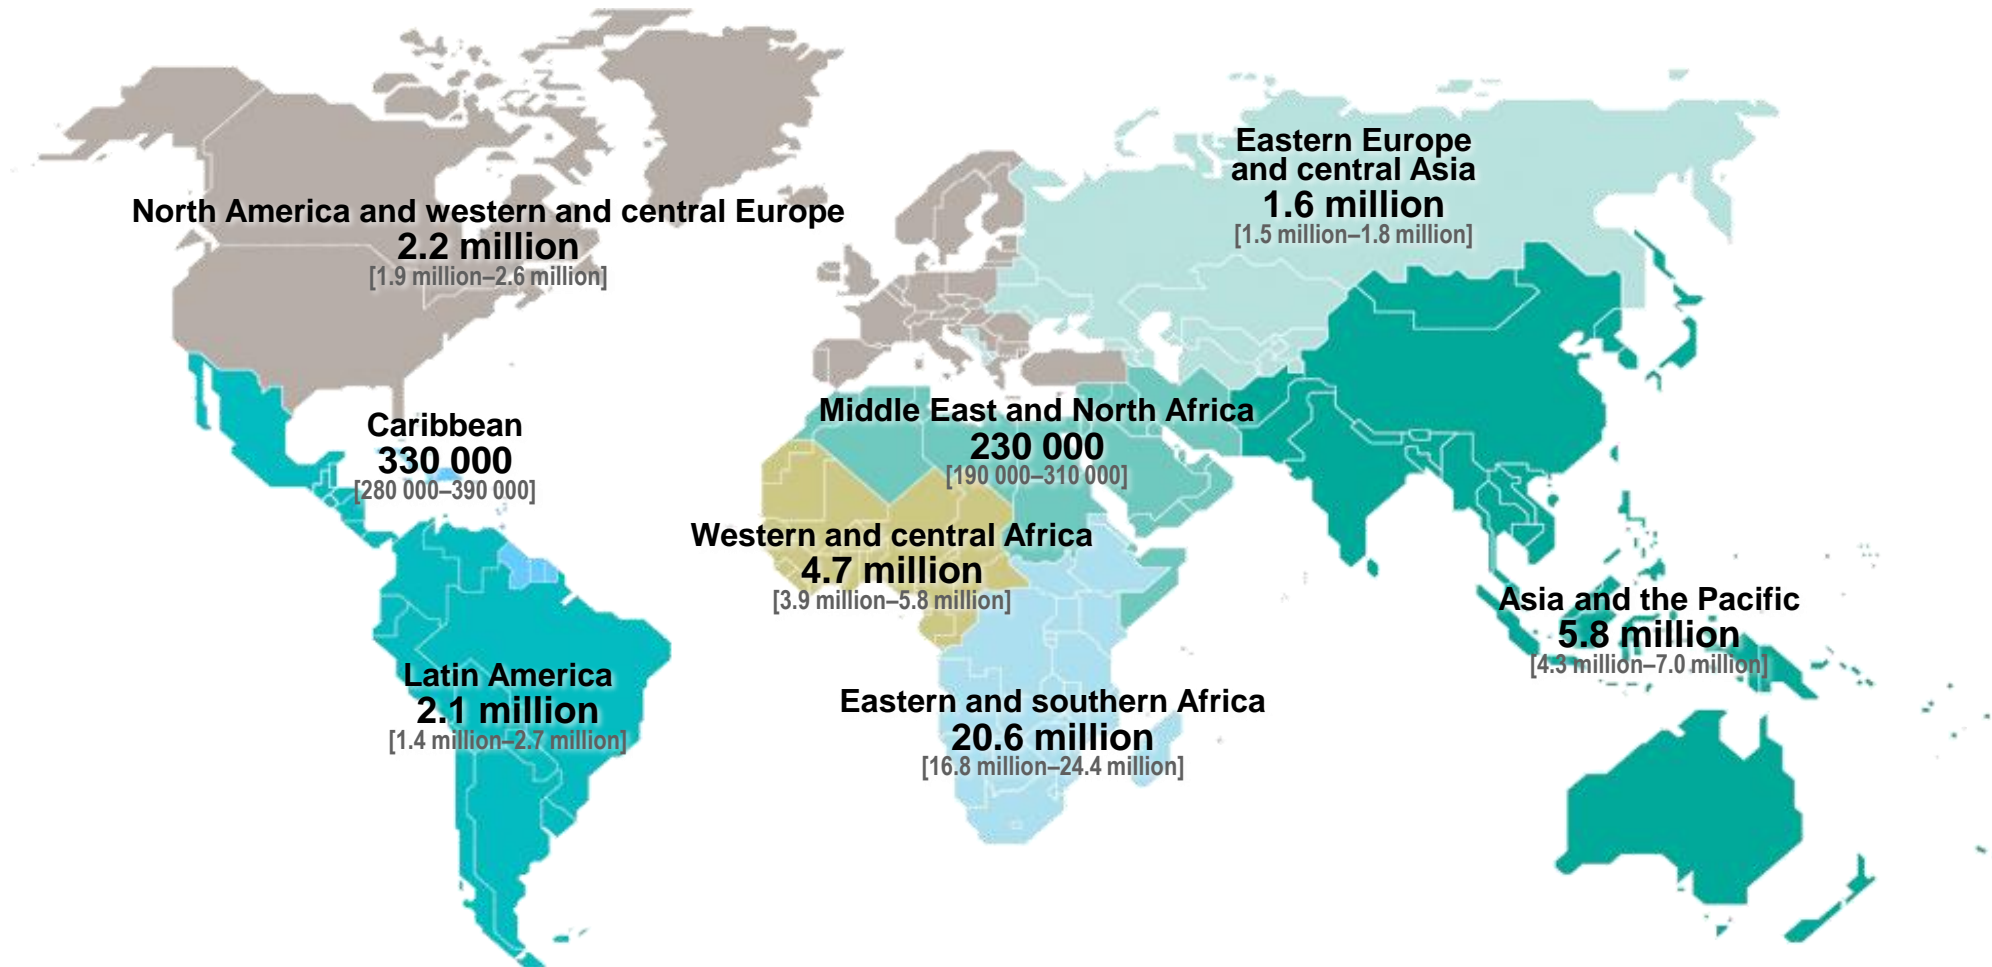 Eastern Europe
and central Asia
1.6 million
[1.5 million–1.8 million]
North America and western and central Europe
2.2 million
[1.9 million–2.6 million]
Middle East and North Africa
230 000
[190 000–310 000]
Caribbean
330 000
[280 000–390 000]
Western and central Africa
4.7 million
[3.9 million–5.8 million]
Asia and the Pacific
5.8 million
[4.3 million–7.0 million]
Latin America
2.1 million
[1.4 million–2.7 million]
Eastern and southern Africa
20.6 million
[16.8 million–24.4 million]